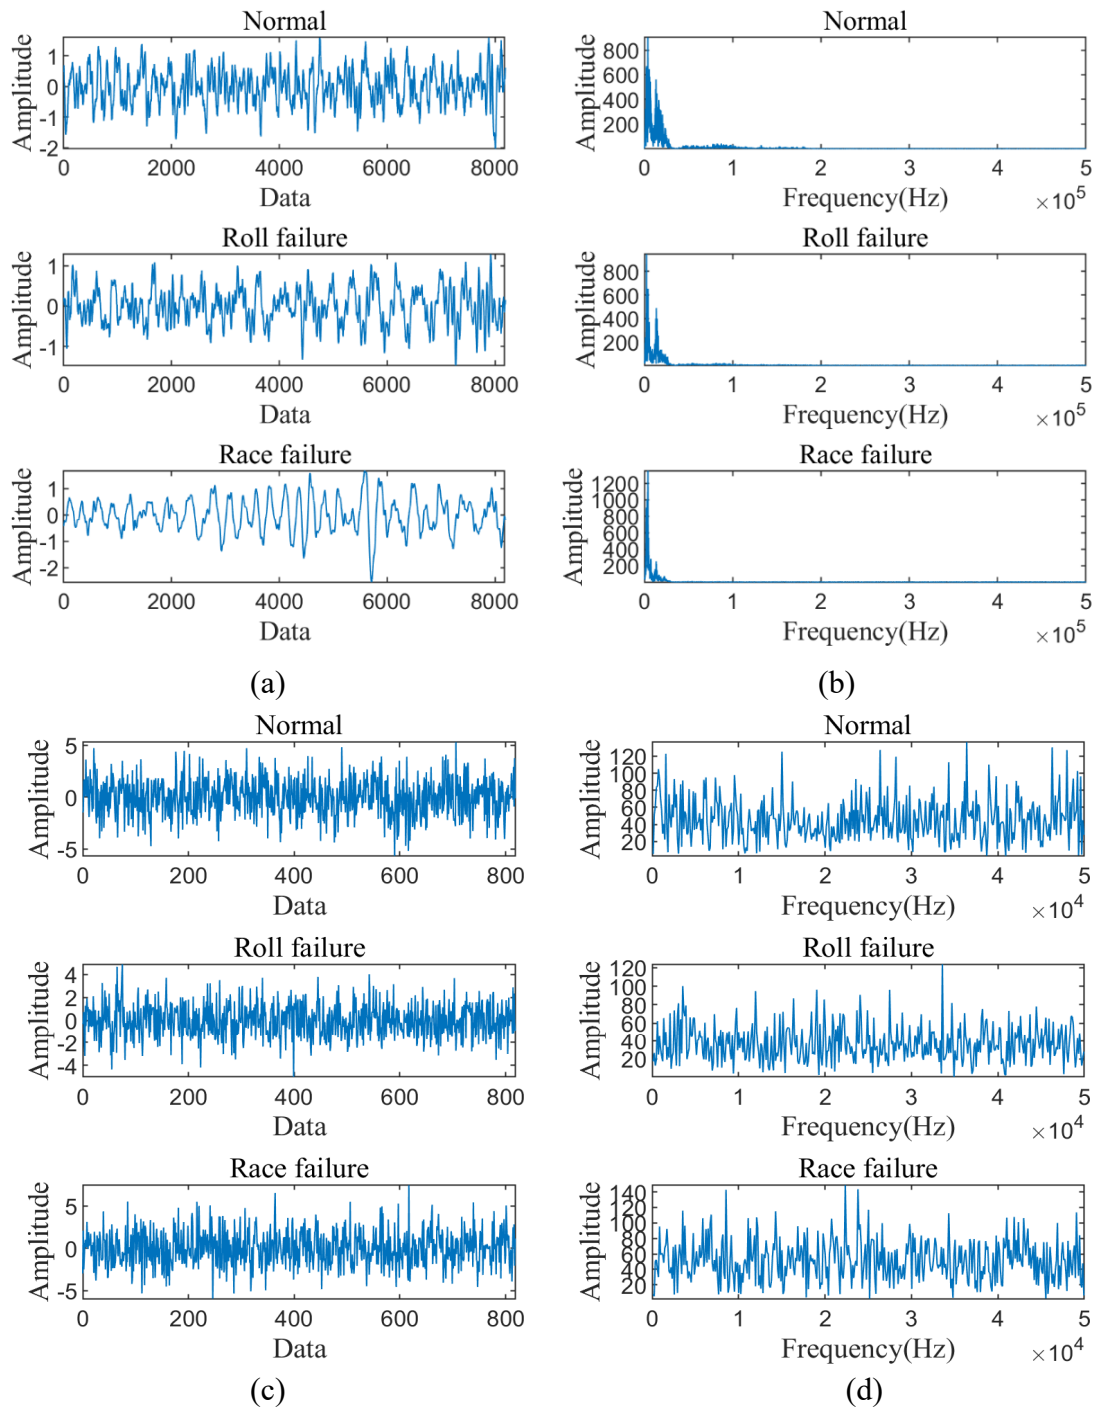 Normal
Amplitude
1
0
-1
-2
0 2000 4000 6000 8000
Data
Roll failure
Amplitude
1
0
-1
0 2000 4000 6000 8000
Data
Race failure
Amplitude
1
0
-1
-2
0 2000 4000 6000 8000
Data
(a)
Normal
Amplitude
800
600
400
200
0 1 2 3 4 5
Frequency(Hz)
×10^5
Roll failure
Amplitude
800
600
400
200
0 1 2 3 4 5
Frequency(Hz)
×10^5
Race failure
Amplitude
1200
1000
800
600
400
200
0 1 2 3 4 5
Frequency(Hz)
×10^5
(b)
Normal
Amplitude
5
0
-5
0 200 400 600 800
Data
Roll failure
Amplitude
4
2
0
-2
-4
0 200 400 600 800
Data
Race failure
Amplitude
5
0
-5
0 200 400 600 800
Data
(c)
Normal
Amplitude
120
100
80
60
40
20
0 1 2 3 4 5
Frequency(Hz)
×10^4
Roll failure
Amplitude
120
100
80
60
40
20
0 1 2 3 4 5
Frequency(Hz)
×10^4
Race failure
Amplitude
140
120
100
80
60
40
20
0 1 2 3 4 5
Frequency(Hz)
×10^4
(d)